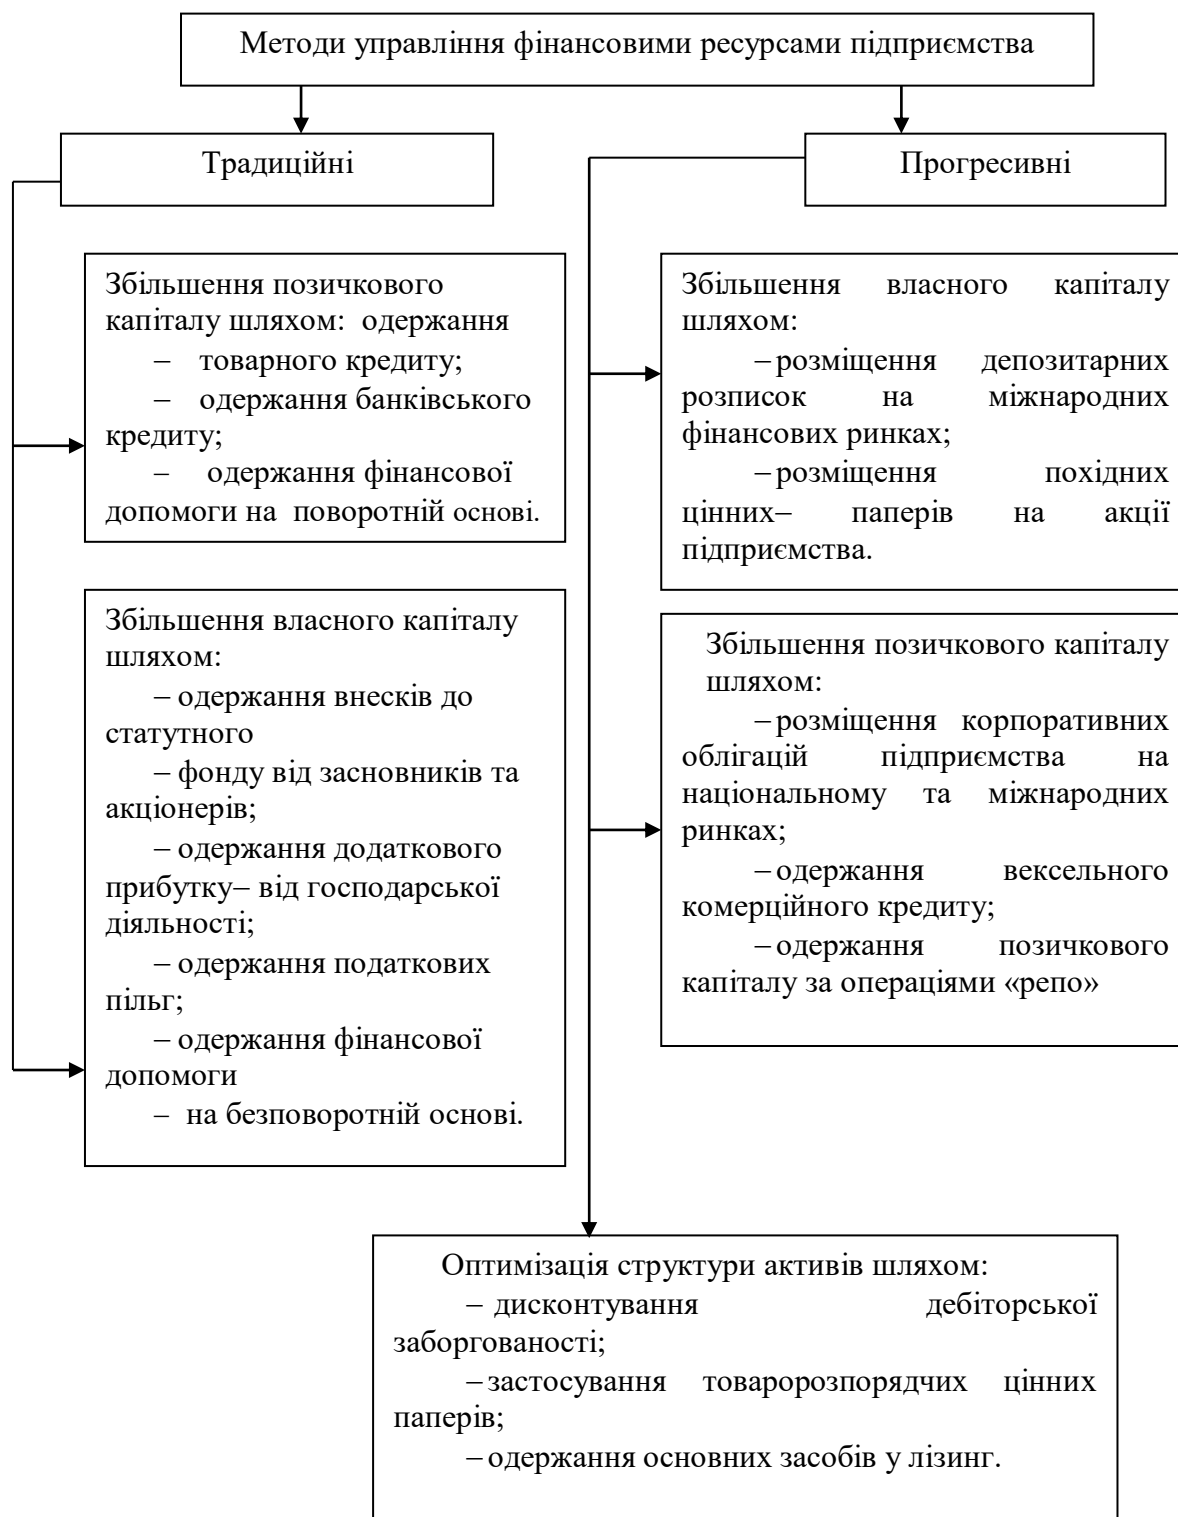 Методи управління фінансовими ресурсами підприємства
Традиційні
Прогресивні
Збільшення позичкового
капіталу шляхом: одержання
– товарного кредиту;
– одержання банківського
кредиту;
– одержання фінансової
допомоги на поворотній основі.
Збільшення власного капіталу
шляхом:
– одержання внесків до
статутного
– фонду від засновників та
акціонерів;
– одержання додаткового
прибутку– від господарської
діяльності;
– одержання податкових
пільг;
– одержання фінансової
допомоги
– на безповоротній основі.
Збільшення власного капіталу
шляхом:
– розміщення депозитарних
розписок на міжнародних
фінансових ринках;
– розміщення похідних
цінних– паперів на акції
підприємства.
Збільшення позичкового капіталу
шляхом:
– розміщення корпоративних
облігацій підприємства на
національному та міжнародних
ринках;
– одержання вексельного
комерційного кредиту;
– одержання позичкового
капіталу за операціями «репо»
Оптимізація структури активів шляхом:
– дисконтування дебіторської
заборгованості;
– застосування товаророзпорядчих цінних
паперів;
– одержання основних засобів у лізинг.